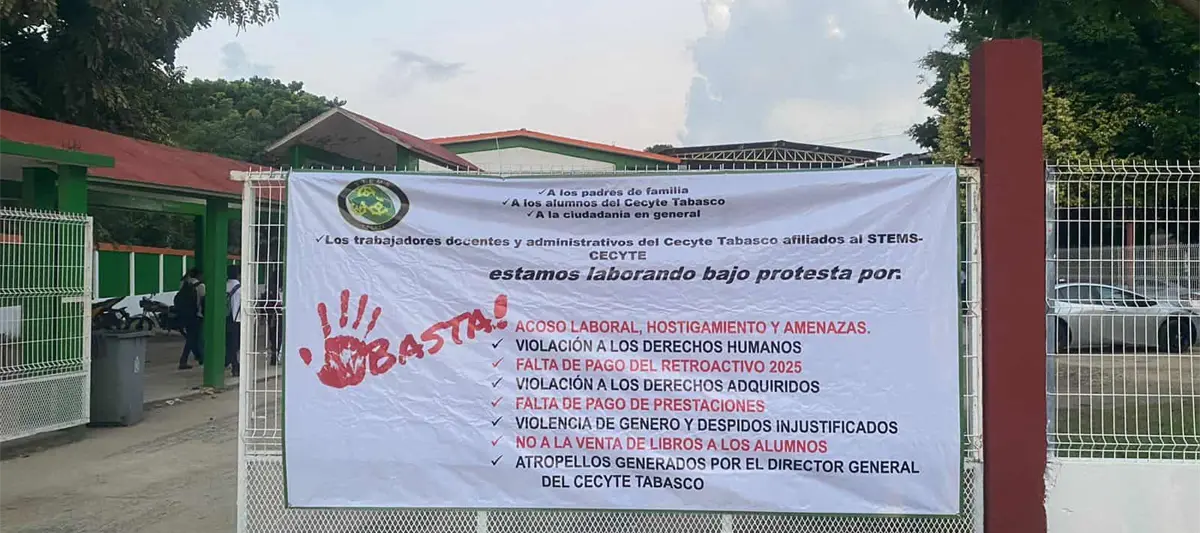 ✓A los padres de familia
✓A los alumnos del Cecyte Tabasco
✓A la ciudadania en general
✓Los trabajadores docentes y administrativos del Cecyte Tabasco afiliados al STEMS-
CECYTE
estamos laborando bajo protesta por:
BASTA!
✓ ACOSO LABORAL, HOSTIGAMIENTO Y AMENAZAS.
✓ VIOLACIÓN A LOS DERECHOS HUMANOS
✓ FALTA DE PAGO DEL RETROACTIVO 2025
✓ VIOLACIÓN A LOS DERECHOS ADQUIRIDOS
✓ FALTA DE PAGO DE PRESTACIONES
✓ VIOLENCIA DE GENERO Y DESPIDOS INJUSTIFICADOS
✓ NO A LA VENTA DE LIBROS A LOS ALUMNOS
✓ ATROPELLOS GENERADOS POR EL DIRECTOR GENERAL
DEL CECYTE TABASCO